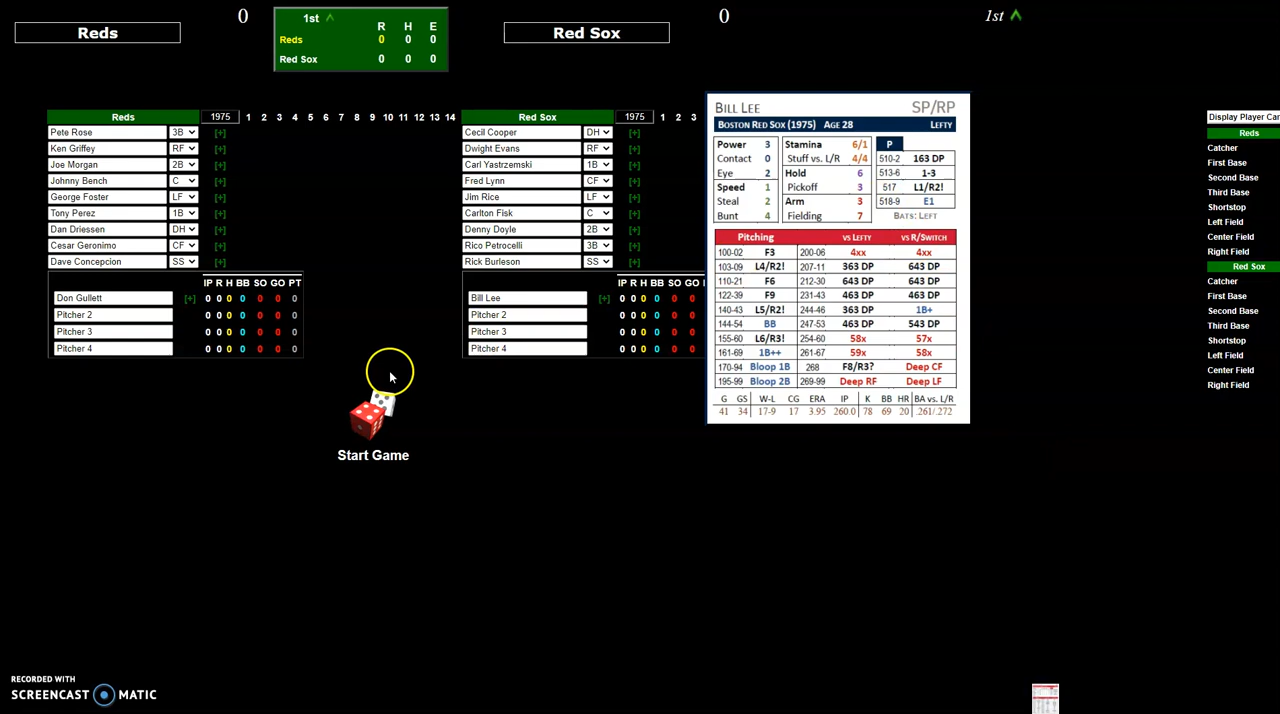 0 0 1st ^
Reds Red Sox
1st ^ R H E
Reds 0 0 0
Red Sox 0 0 0
Reds 1975 1 2 3 4 5 6 7 8 9 10 11 12 13 14
Pete Rose 3B [+]
Ken Griffey RF [+]
Joe Morgan 2B [+]
Johnny Bench C [+]
George Foster LF [+]
Tony Perez 1B [+]
Dan Driessen DH [+]
Cesar Geronimo CF [+]
Dave Concepcion SS [+]
IP R H BB SO GO PT
Don Gullett [+] 0 0 0 0 0 0 0
Pitcher 2 0 0 0 0 0 0 0
Pitcher 3 0 0 0 0 0 0 0
Pitcher 4 0 0 0 0 0 0 0
Start Game
Red Sox 1975 1 2 3
Cecil Cooper DH [+]
Dwight Evans RF [+]
Carl Yastrzemski 1B [+]
Fred Lynn CF [+]
Jim Rice LF [+]
Carlton Fisk C [+]
Denny Doyle 2B [+]
Rico Petrocelli 3B [+]
Rick Burleson SS [+]
IP R H BB SO GO
Bill Lee [+] 0 0 0 0 0 0
Pitcher 2 0 0 0 0 0 0
Pitcher 3 0 0 0 0 0 0
Pitcher 4 0 0 0 0 0 0
BILL LEE SP/RP
BOSTON RED SOX (1975) AGE 28 LEFTY
Power 3 Stamina 6/1 P
Contact 0 Stuff vs. L/R 4/4 510-2 163 DP
Eye 2 Hold 6 513-6 1-3
Speed 1 Pickoff 3 517 L1/R2!
Steal 2 Arm 3 518-9 E1
Bunt 4 Fielding 7 BATS: LEFT
Pitching VS LEFTY VS R/SWITCH
100-02 F3 200-06 4xx 4xx
103-09 L4/R2! 207-11 363 DP 643 DP
110-21 F6 212-30 643 DP 643 DP
122-39 F9 231-43 463 DP 463 DP
140-43 L5/R2! 244-46 363 DP 1B+
144-54 BB 247-53 463 DP 543 DP
155-60 L6/R3! 254-60 58x 57x
161-69 1B++ 261-67 59x 58x
170-94 Bloop 1B 268 F8/R3? Deep CF
195-99 Bloop 2B 269-99 Deep RF Deep LF
G GS W-L CG ERA IP K BB HR BA vs. L/R
41 34 17-9 17 3.95 260.0 78 69 20 .261/.272
Display Player Car
Reds
Catcher
First Base
Second Base
Third Base
Shortstop
Left Field
Center Field
Right Field
Red Sox
Catcher
First Base
Second Base
Third Base
Shortstop
Left Field
Center Field
Right Field
RECORDED WITH
SCREENCAST MATIC